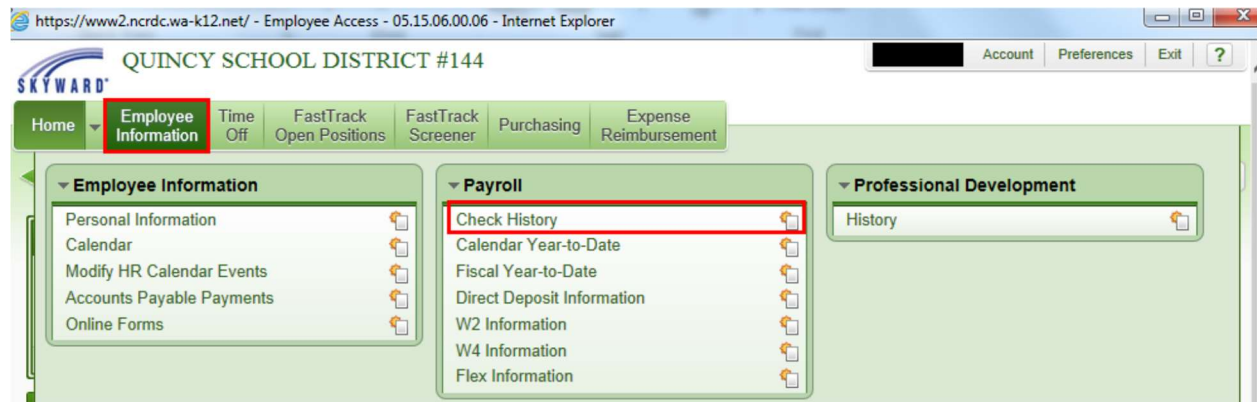 https://www2.ncrdc.wa-k12.net/ - Employee Access - 05.15.06.00.06 - Internet Explorer
SKYWARD
QUINCY SCHOOL DISTRICT #144
Account Preferences Exit ?
Home
Employee Information
Time Off
FastTrack Open Positions
FastTrack Screener
Purchasing
Expense Reimbursement
Employee Information
Personal Information
Calendar
Modify HR Calendar Events
Accounts Payable Payments
Online Forms
Payroll
Check History
Calendar Year-to-Date
Fiscal Year-to-Date
Direct Deposit Information
W2 Information
W4 Information
Flex Information
Professional Development
History